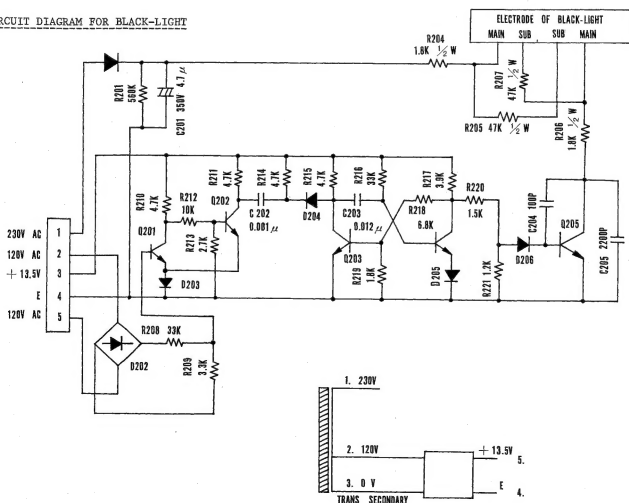 RCUIT DIAGRAM FOR BLACK-LIGHT
ELECTRODE OF BLACK-LIGHT
MAIN SUB SUB MAIN
R204
1.8K 1/2 W
R207
47K 1/2 W
R205 47K 1/2 W
R206
1.8K 1/2 W
R201
560K
C201 350V 4.7μ
R210
4.7K
R212
10K
Q201
Q202
R211
4.7K
R213
2.7K
R214
4.7K
C202
0.001μ
D203
D204
R215
4.7K
C203
0.012μ
R216
33K
Q203
R219
1.8K
R218
6.8K
R217
3.9K
D205
R220
1.5K
R221 1.2K
D206
C204
Q205
C205 2200P
230V AC 1
120V AC 2
+13.5V 3
E 4
120V AC 5
D202
R208 33K
R209
3.3K
1. 230V
2. 120V
3. 0 V
+13.5V
5.
E
4.
TRANS SECONDARY